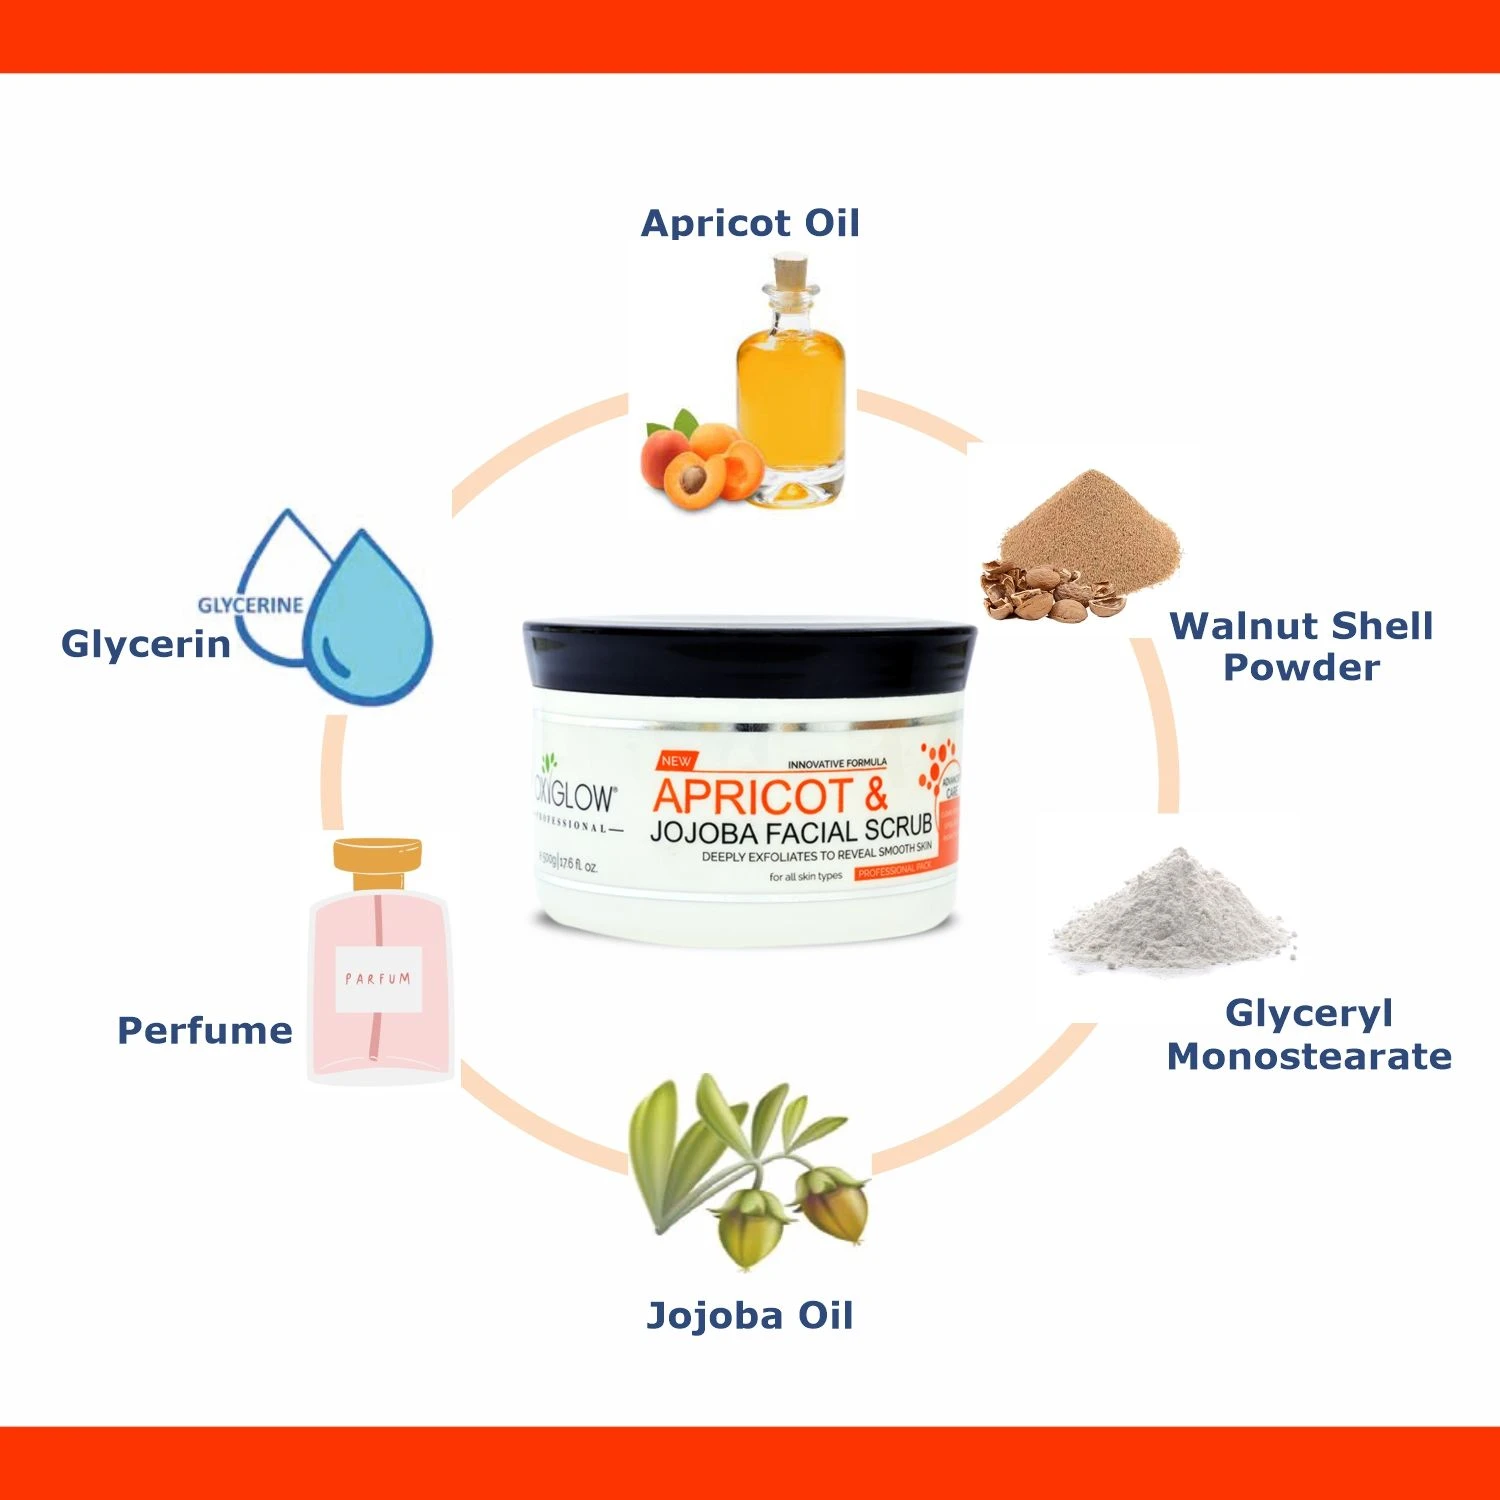 Apricot Oil
GLYCERINE
Glycerin
Walnut Shell
Powder
NEW
INNOVATIVE FORMULA
APRICOT &
JOJOBA FACIAL SCRUB
DEEPLY EXFOLIATES TO REVEAL SMOOTH SKIN
for all skin types
PROFESSIONAL PACK
OXYGLOW®
PROFESSIONAL
e 500g|17.6 fl. oz.
CARE
PARFUM
Perfume
Glyceryl
Monostearate
Jojoba Oil